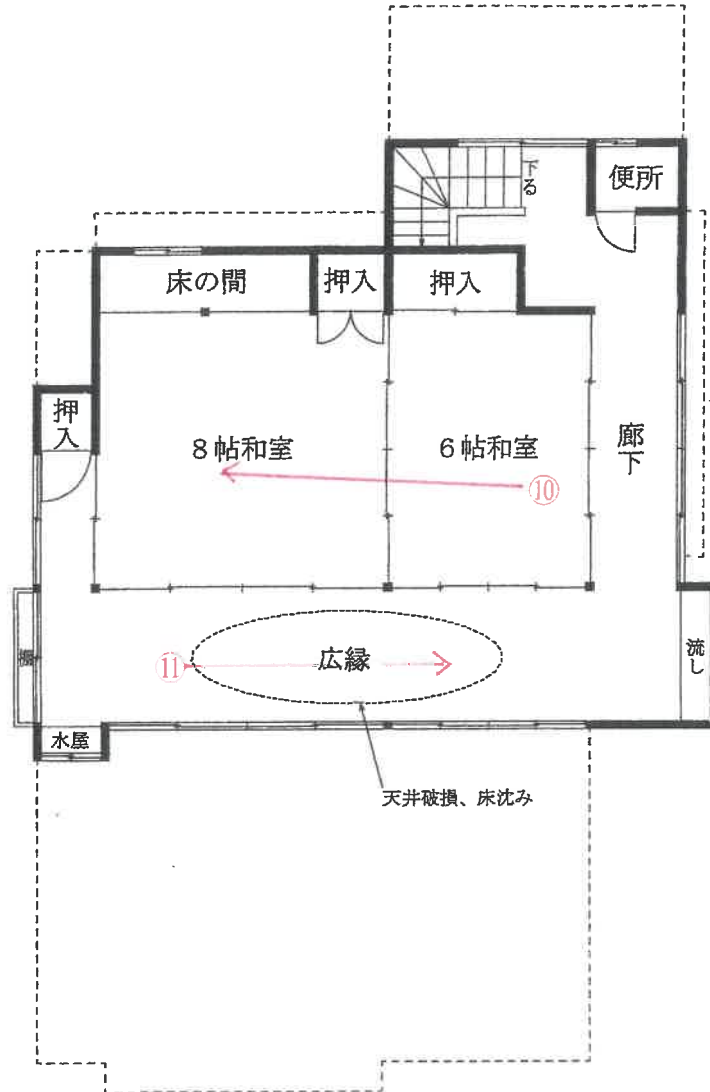 下る
便所
床の間
押入
押入
押入
8帖和室
6帖和室
廊下
⑩
⑪
広縁
流し
水屋
天井破損、床沈み